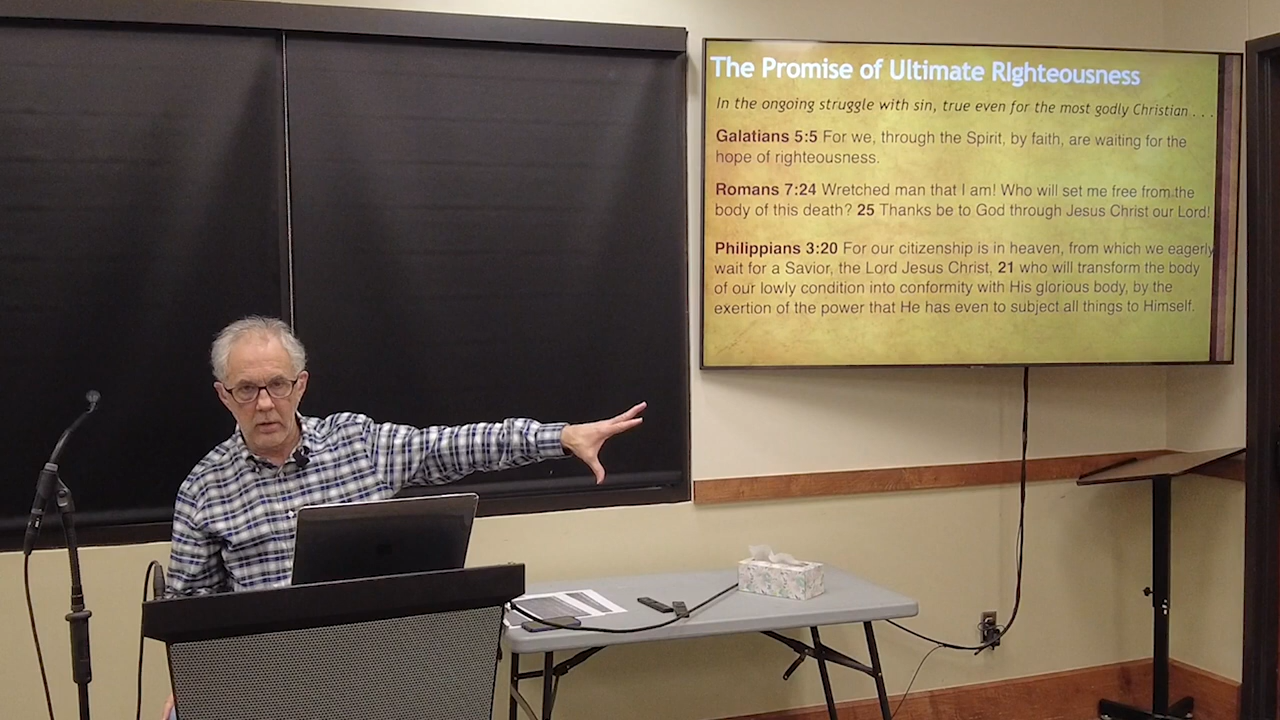 The Promise of Ultimate RIghteousness
In the ongoing struggle with sin, true even for the most godly Christian . . .
Galatians 5:5 For we, through the Spirit, by faith, are waiting for the
hope of righteousness.
Romans 7:24 Wretched man that I am! Who will set me free from the
body of this death? 25 Thanks be to God through Jesus Christ our Lord!
Philippians 3:20 For our citizenship is in heaven, from which we eagerly
wait for a Savior, the Lord Jesus Christ, 21 who will transform the body
of our lowly condition into conformity with His glorious body, by the
exertion of the power that He has even to subject all things to Himself.